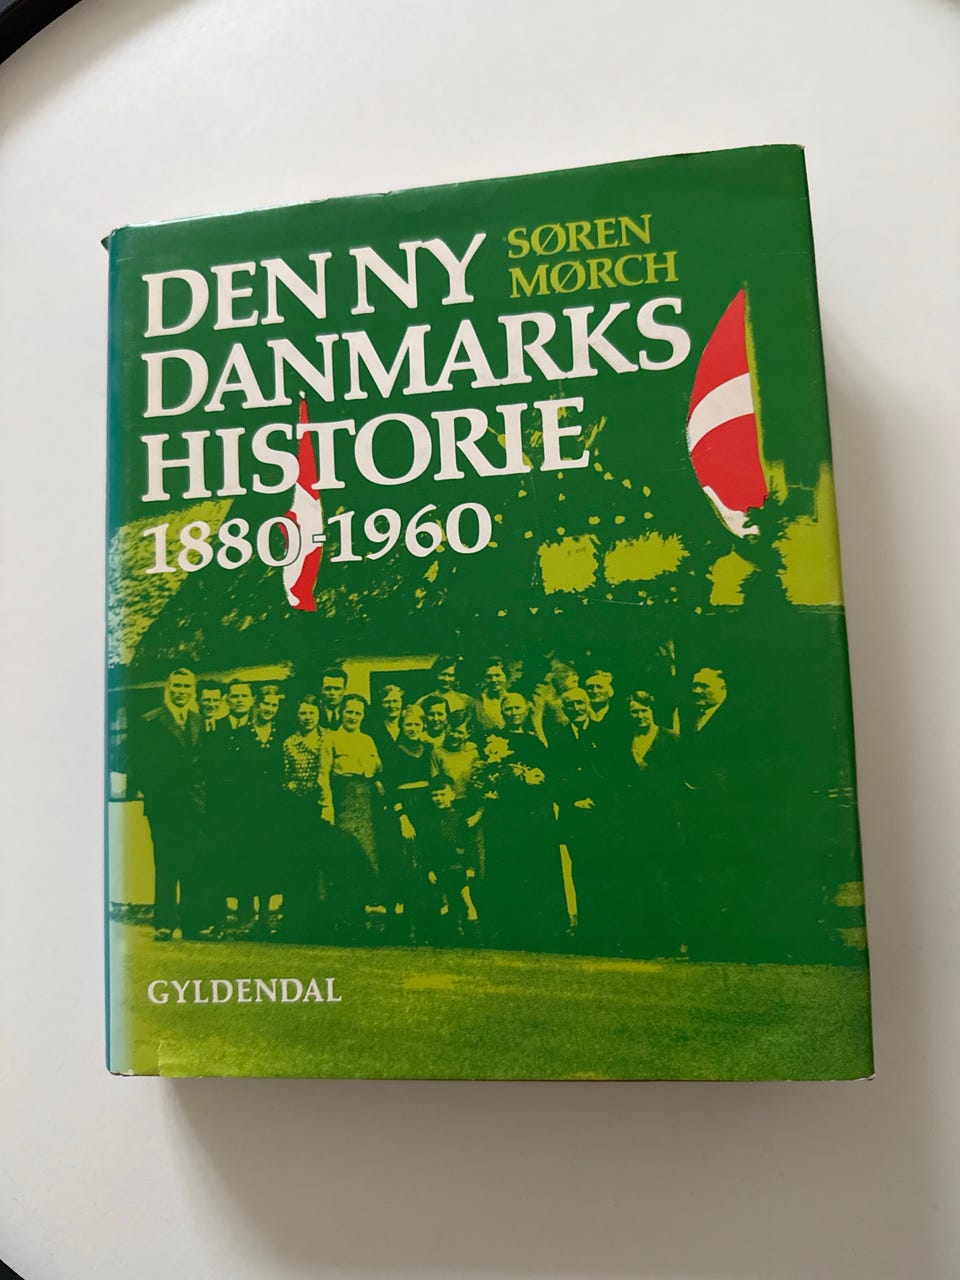 DEN NY
SØREN
MØRCH
DANMARKS
HISTORIE
1880-1960
GYLDENDAL